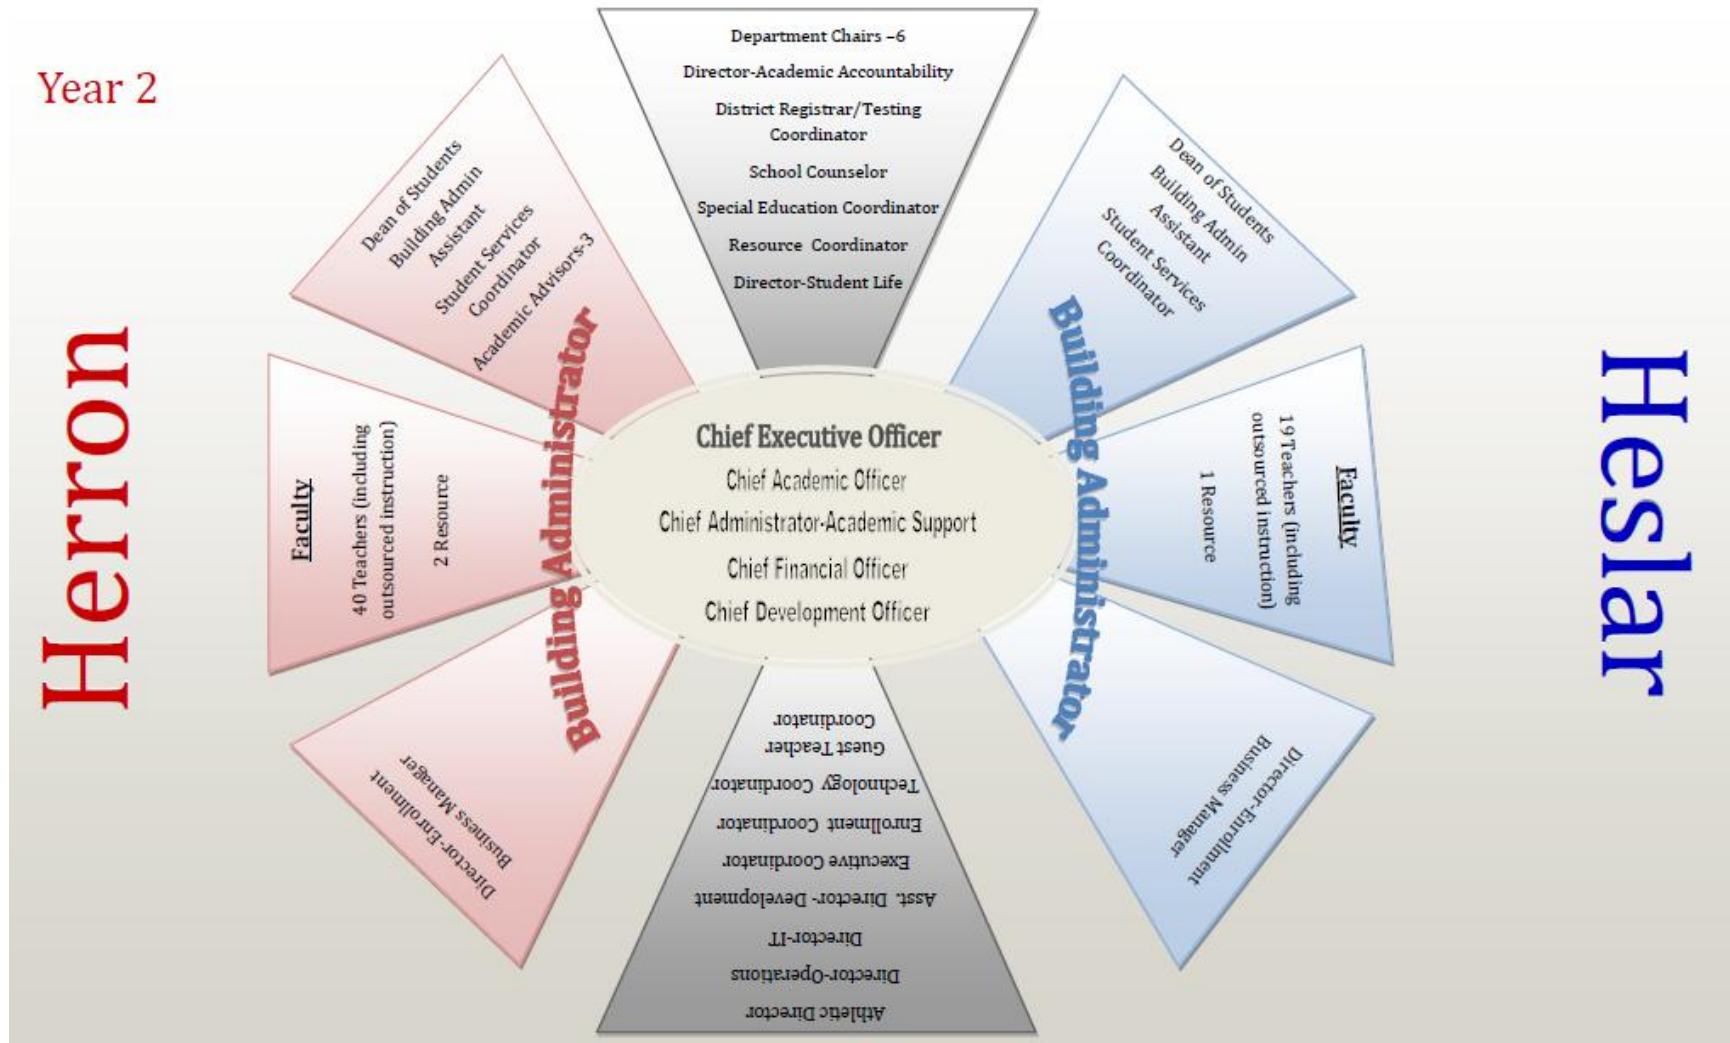 Year 2
Herron
Heslar
Department Chairs –6
Director-Academic Accountability
District Registrar/Testing
Coordinator
School Counselor
Special Education Coordinator
Resource Coordinator
Director-Student Life
Dean of Students
Building Admin
Assistant
Student Services
Coordinator
Academic Advisors-3
Building Administrator
Faculty
40 Teachers (including
outsourced instruction)
2 Resource
Director-Enrollment
Business Manager
Chief Executive Officer
Chief Academic Officer
Chief Administrator-Academic Support
Chief Financial Officer
Chief Development Officer
Dean of Students
Building Admin
Assistant
Student Services
Coordinator
Building Administrator
Faculty
19 Teachers (including
outsourced instruction)
1 Resource
Director-Enrollment
Business Manager
Athletic Director
Director-Operations
Director-IT
Asst. Director- Development
Executive Coordinator
Enrollment Coordinator
Technology Coordinator
Guest Teacher
Coordinator